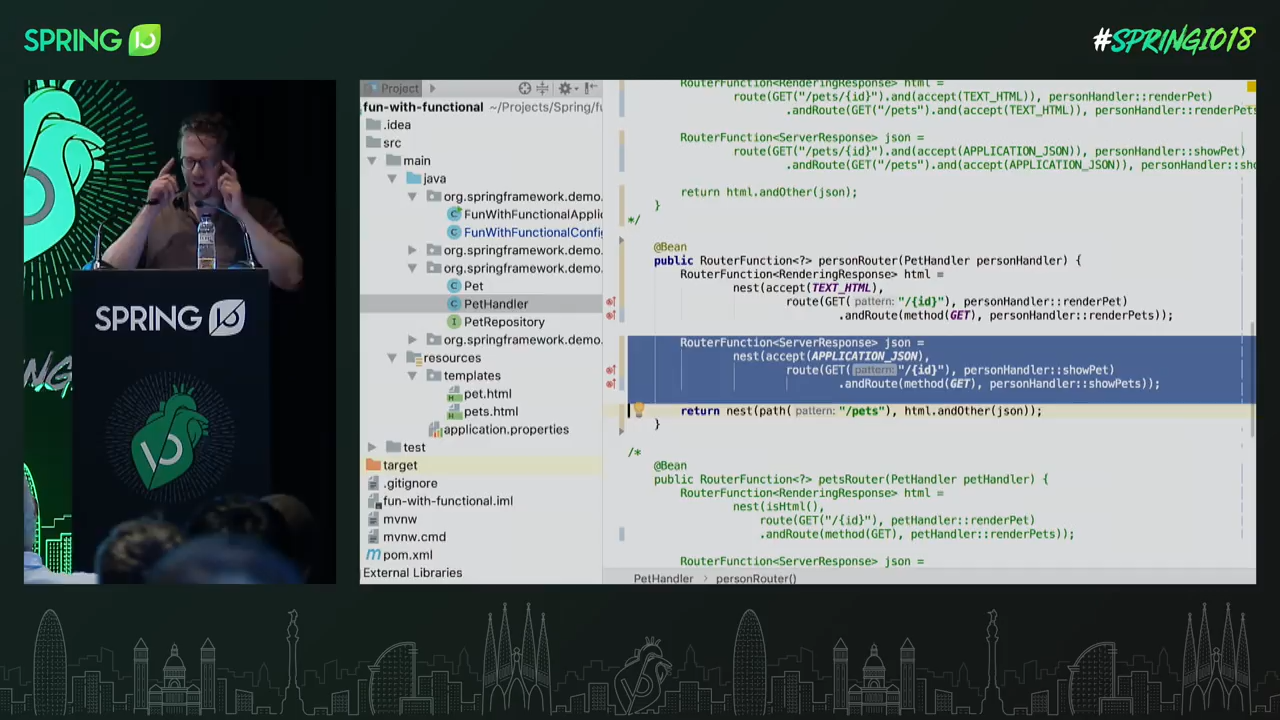 SPRING IO
#SPRINGIO18
SPRING IO
Project
fun-with-functional ~/Projects/Spring/fu
.idea
src
main
java
org.springframework.demo.
FunWithFunctionalApplic
FunWithFunctionalConfig
org.springframework.demo.
org.springframework.demo.
Pet
PetHandler
PetRepository
org.springframework.demo.
resources
templates
pet.html
pets.html
application.properties
test
target
.gitignore
fun-with-functional.iml
mvnw
mvnw.cmd
pom.xml
External Libraries
RouterFunction<RenderingResponse> html =
route(GET("/pets/{id}").and(accept(TEXT_HTML)), personHandler::renderPet)
.andRoute(GET("/pets").and(accept(TEXT_HTML)), personHandler::renderPets
RouterFunction<ServerResponse> json =
route(GET("/pets/{id}").and(accept(APPLICATION_JSON)), personHandler::showPet)
.andRoute(GET("/pets").and(accept(APPLICATION_JSON)), personHandler::sho
return html.andOther(json);
}
*/
@Bean
public RouterFunction<?> personRouter(PetHandler personHandler) {
RouterFunction<RenderingResponse> html =
nest(accept(TEXT_HTML),
route(GET( pattern: "/{id}"), personHandler::renderPet)
.andRoute(method(GET), personHandler::renderPets));
RouterFunction<ServerResponse> json =
nest(accept(APPLICATION_JSON),
route(GET( pattern: "/{id}"), personHandler::showPet)
.andRoute(method(GET), personHandler::showPets));
return nest(path( pattern: "/pets"), html.andOther(json));
}
/*
@Bean
public RouterFunction<?> petsRouter(PetHandler petHandler) {
RouterFunction<RenderingResponse> html =
nest(isHtml(),
route(GET("/{id}"), petHandler::renderPet)
.andRoute(method(GET), petHandler::renderPets));
RouterFunction<ServerResponse> json =
PetHandler > personRouter()